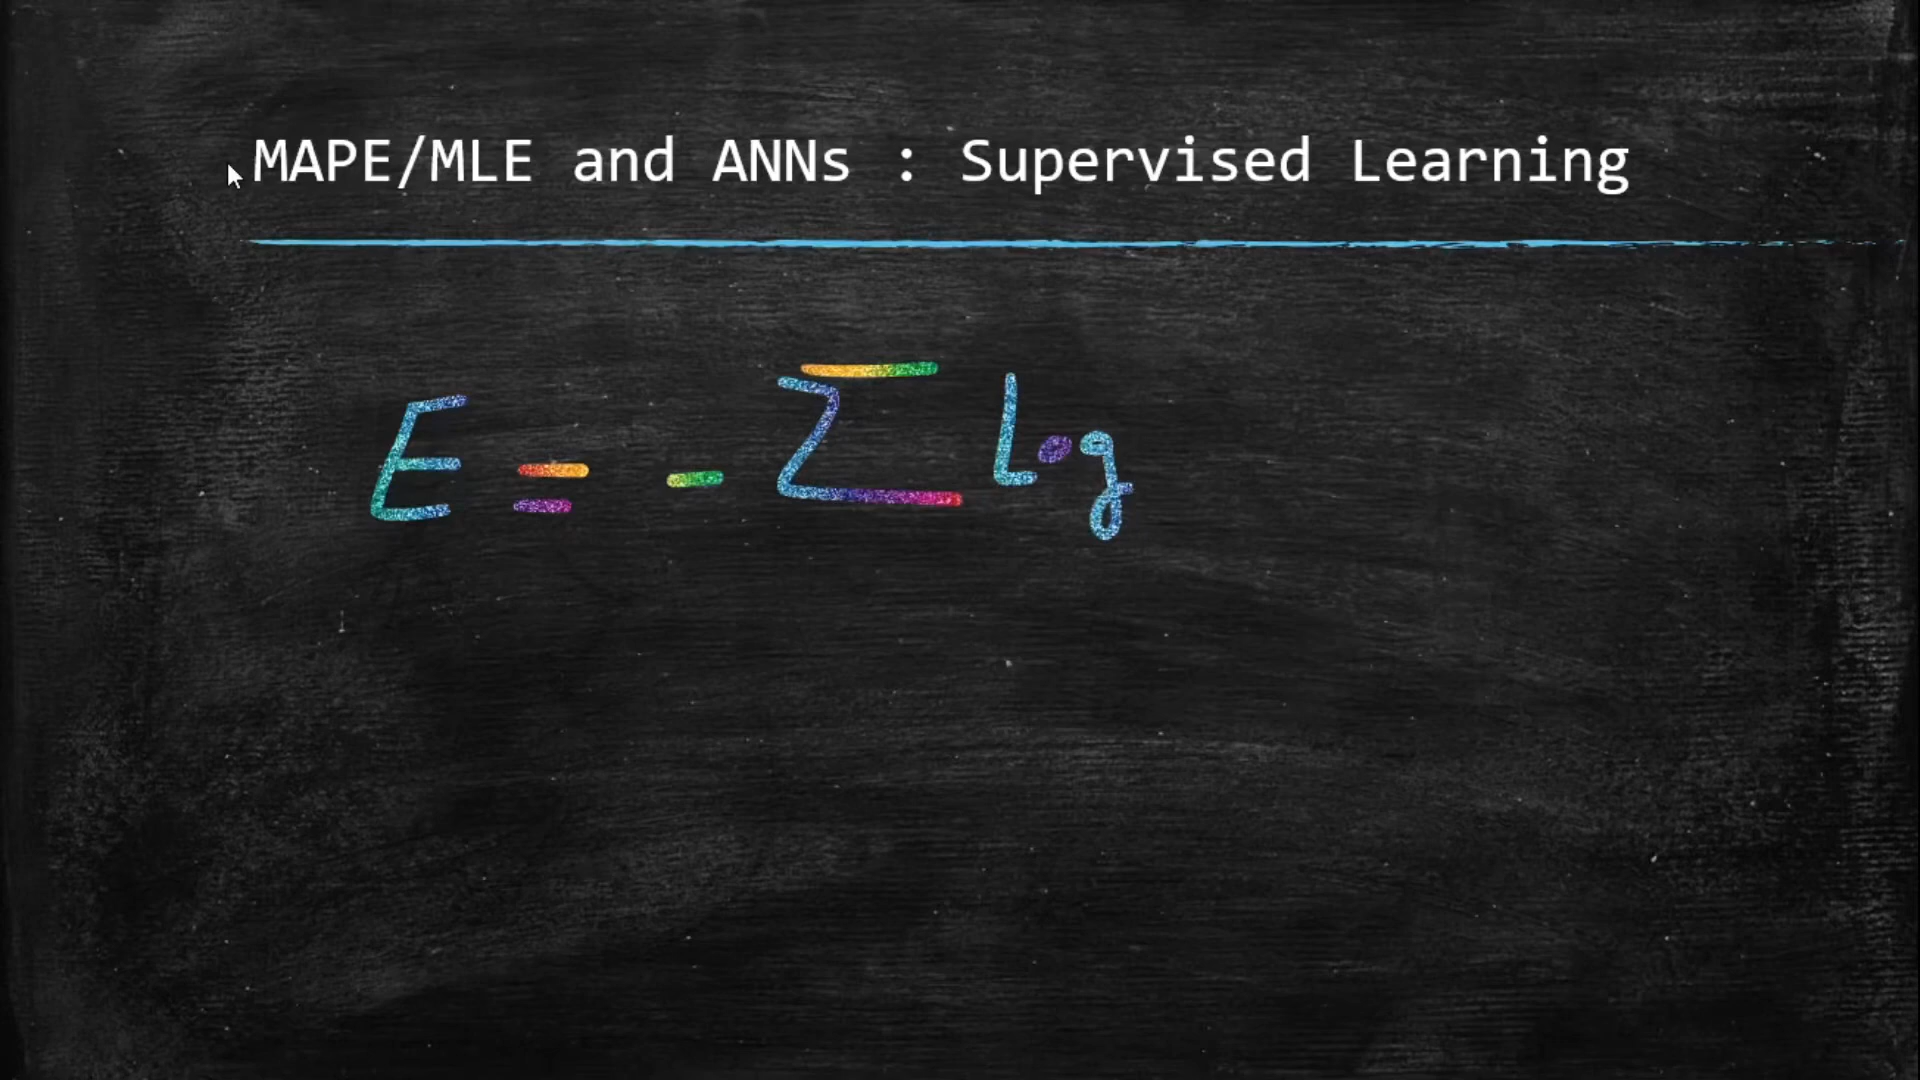 MAPE/MLE and ANNs : Supervised Learning
E = - Σ Log